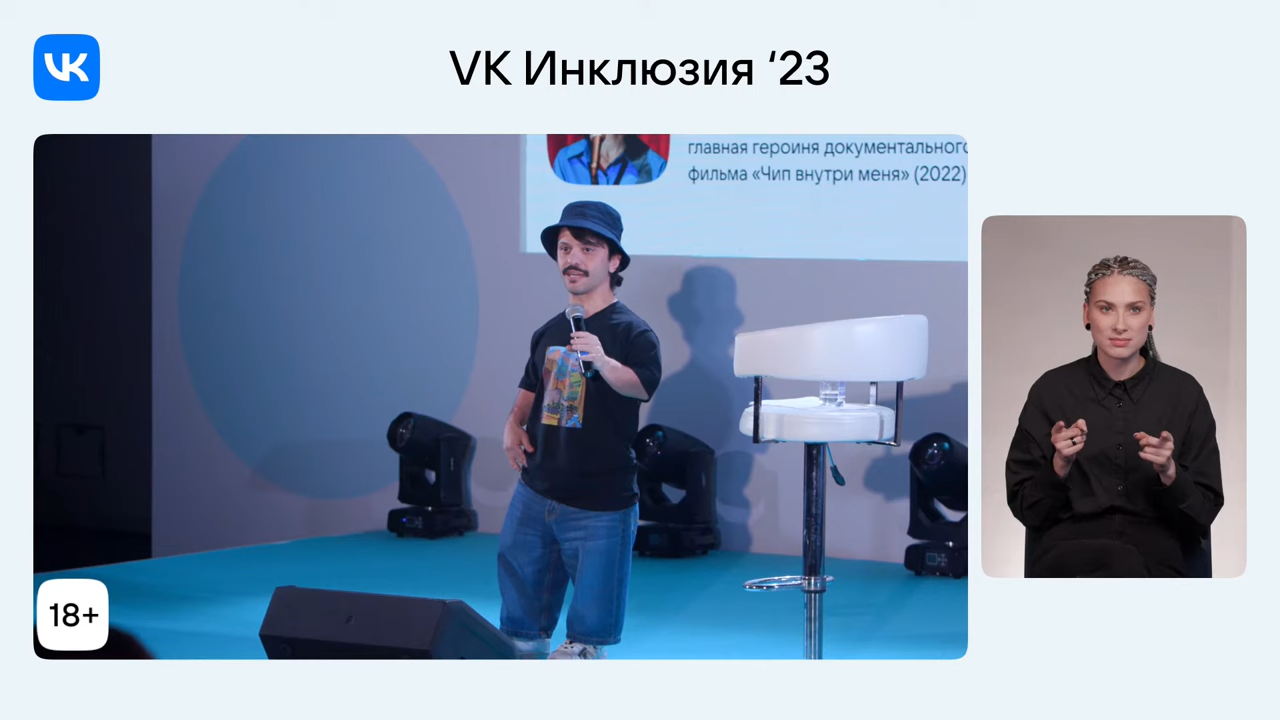 VK
VK Инклюзия ‘23
главная героиня документального
фильма «Чип внутри меня» (2022)
18+